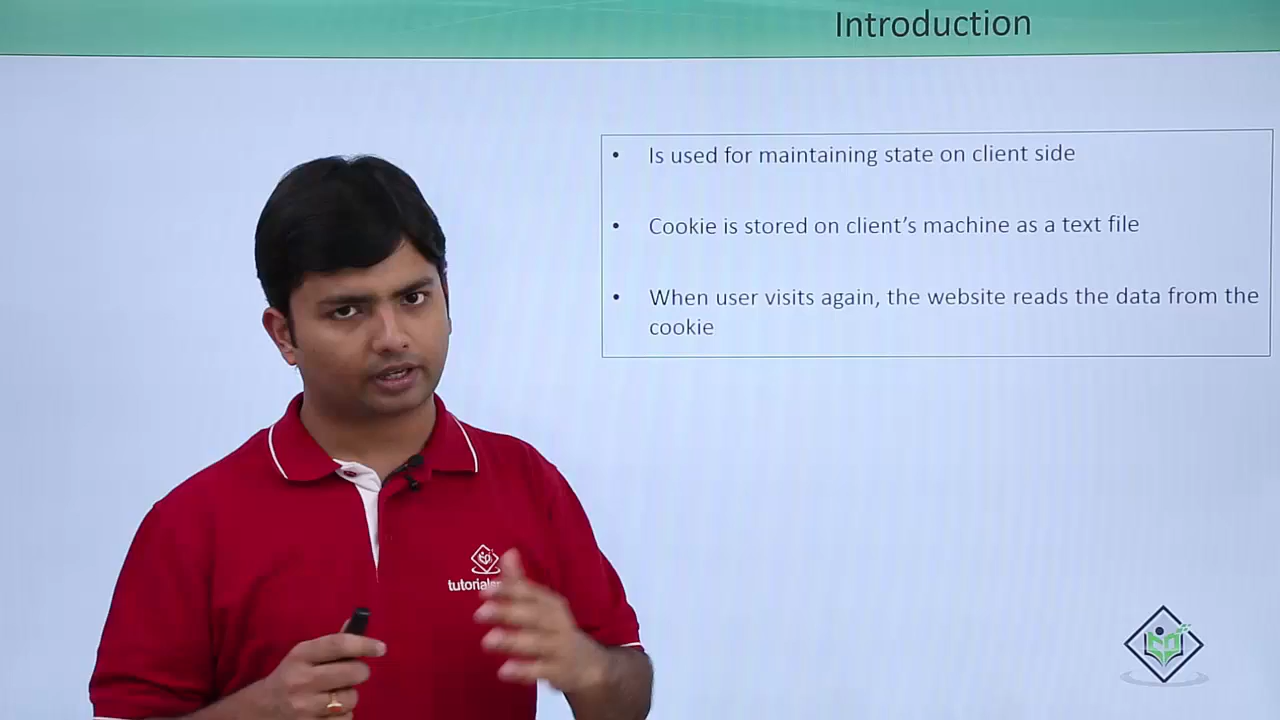 Introduction
• Is used for maintaining state on client side
• Cookie is stored on client's machine as a text file
• When user visits again, the website reads the data from the
cookie